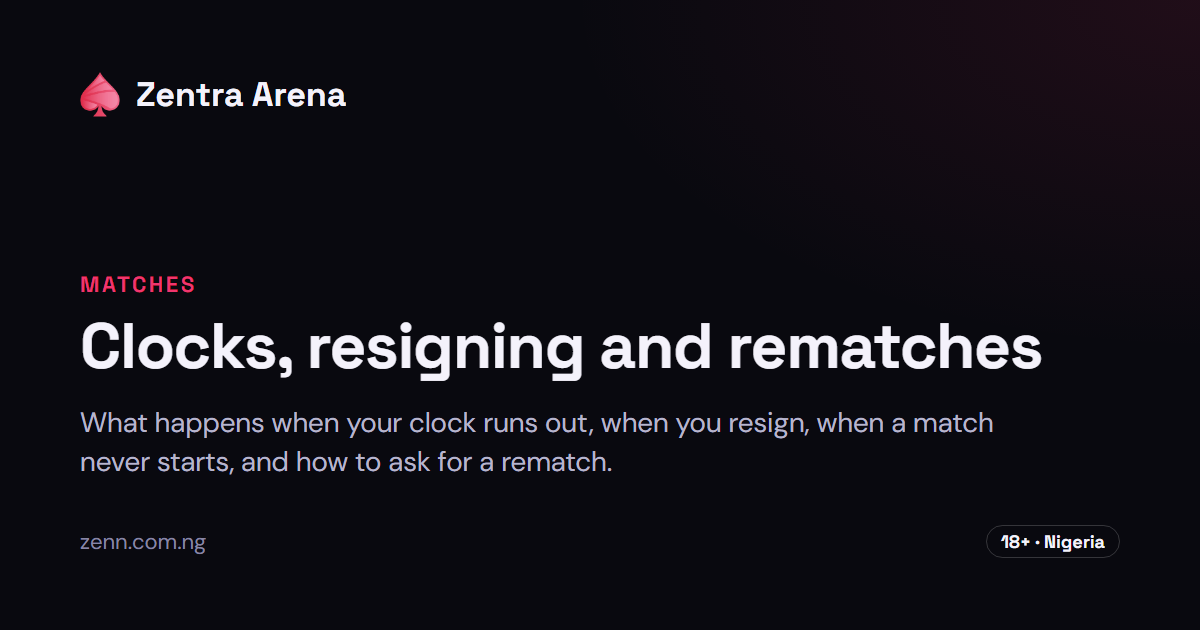 Zentra Arena
MATCHES
Clocks, resigning and rematches
What happens when your clock runs out, when you resign, when a match
never starts, and how to ask for a rematch.
zenn.com.ng
18+ · Nigeria